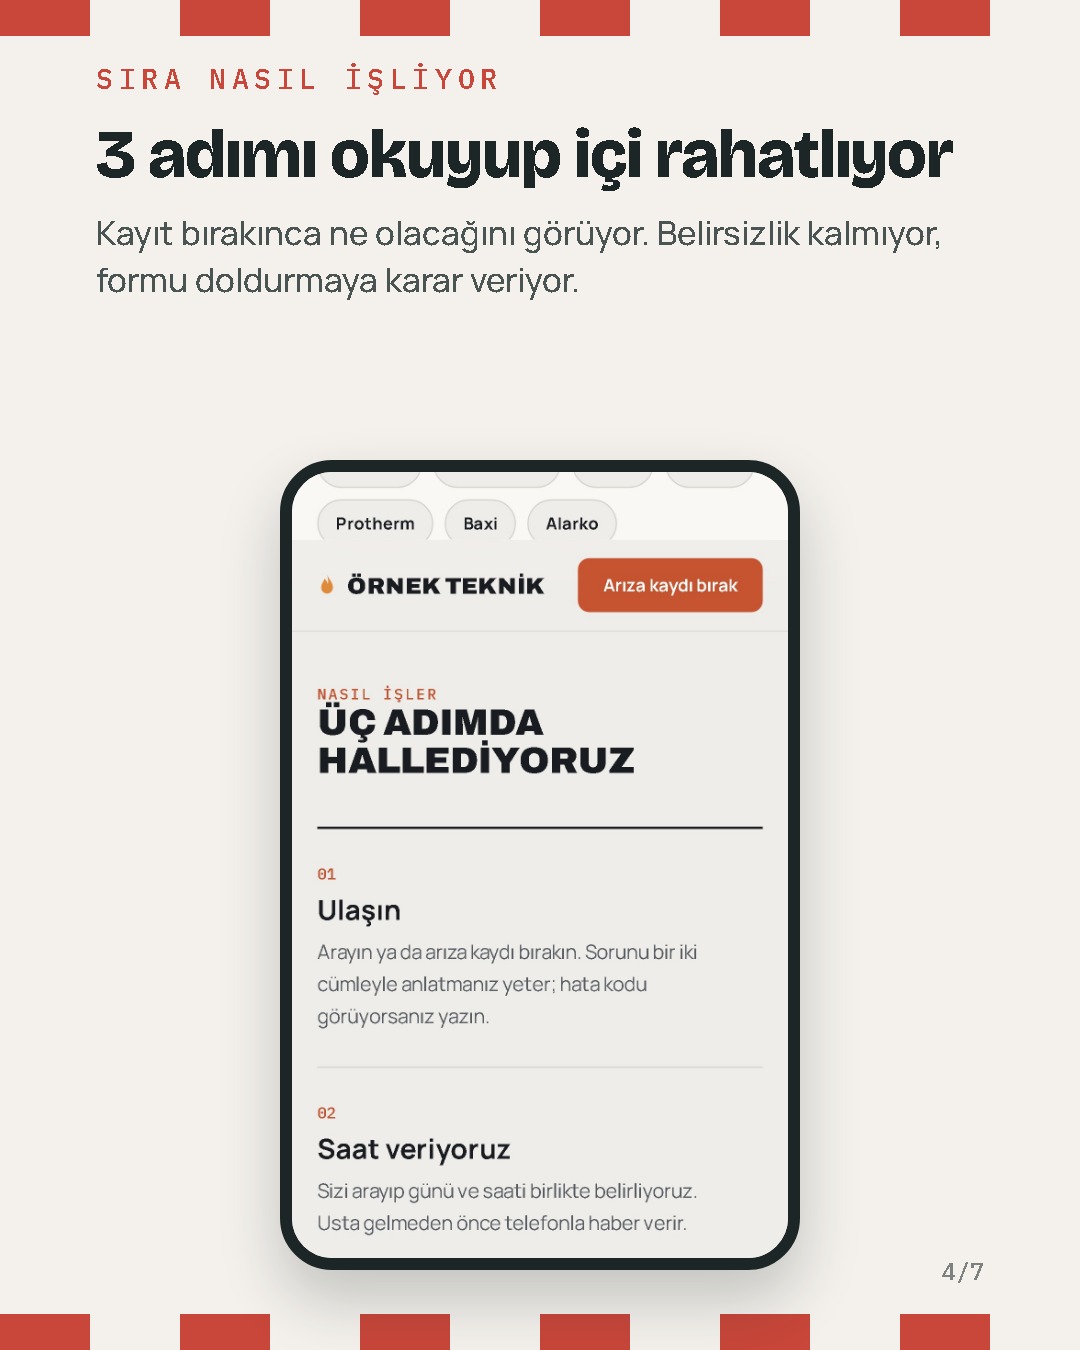 SIRA NASIL İŞLİYOR
3 adımı okuyup içi rahatlıyor
Kayıt bırakınca ne olacağını görüyor. Belirsizlik kalmıyor,
formu doldurmaya karar veriyor.
Protherm
Baxi
Alarko
ÖRNEK TEKNİK
Arıza kaydı bırak
NASIL İŞLER
ÜÇ ADIMDA
HALLEDİYORUZ
01
Ulaşın
Arayın ya da arıza kaydı bırakın. Sorunu bir iki
cümleyle anlatmanız yeter; hata kodu
görüyorsanız yazın.
02
Saat veriyoruz
Sizi arayıp günü ve saati birlikte belirliyoruz.
Usta gelmeden önce telefonla haber verir.
4/7